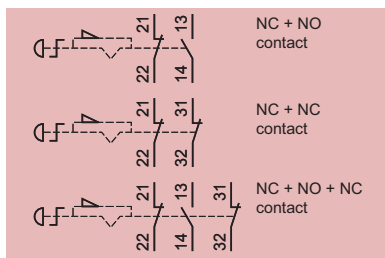 21 13 NC + NO
contact
22 14
21 31 NC + NC
contact
22 32
21 13 31 NC + NO + NC
contact
22 14 32